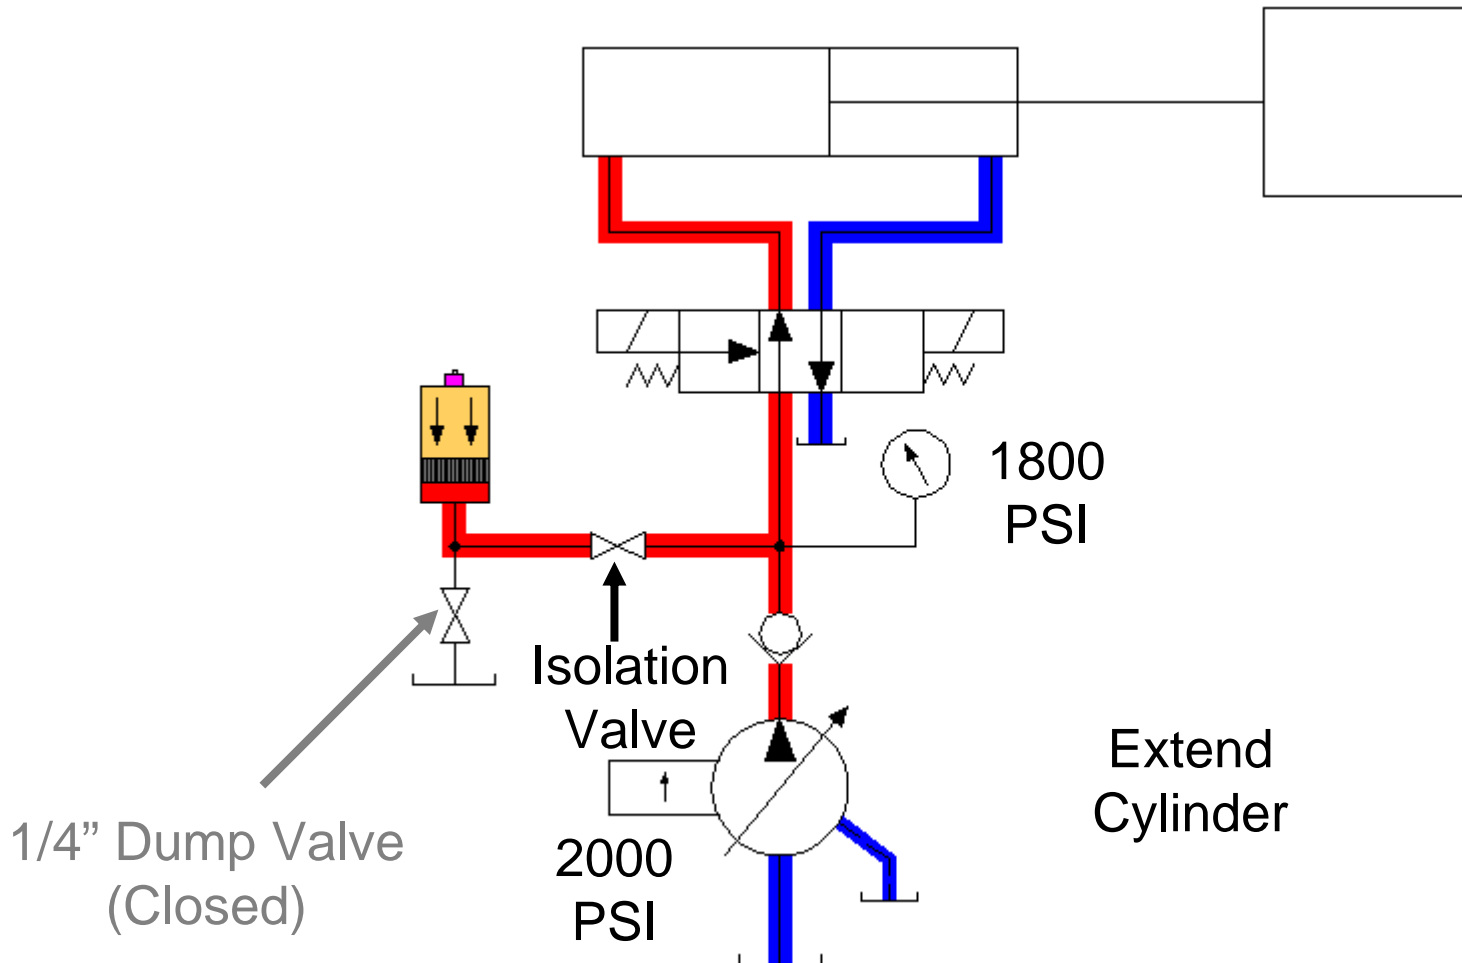 1800
PSI
Isolation
Valve
1/4” Dump Valve
(Closed)
2000
PSI
Extend
Cylinder